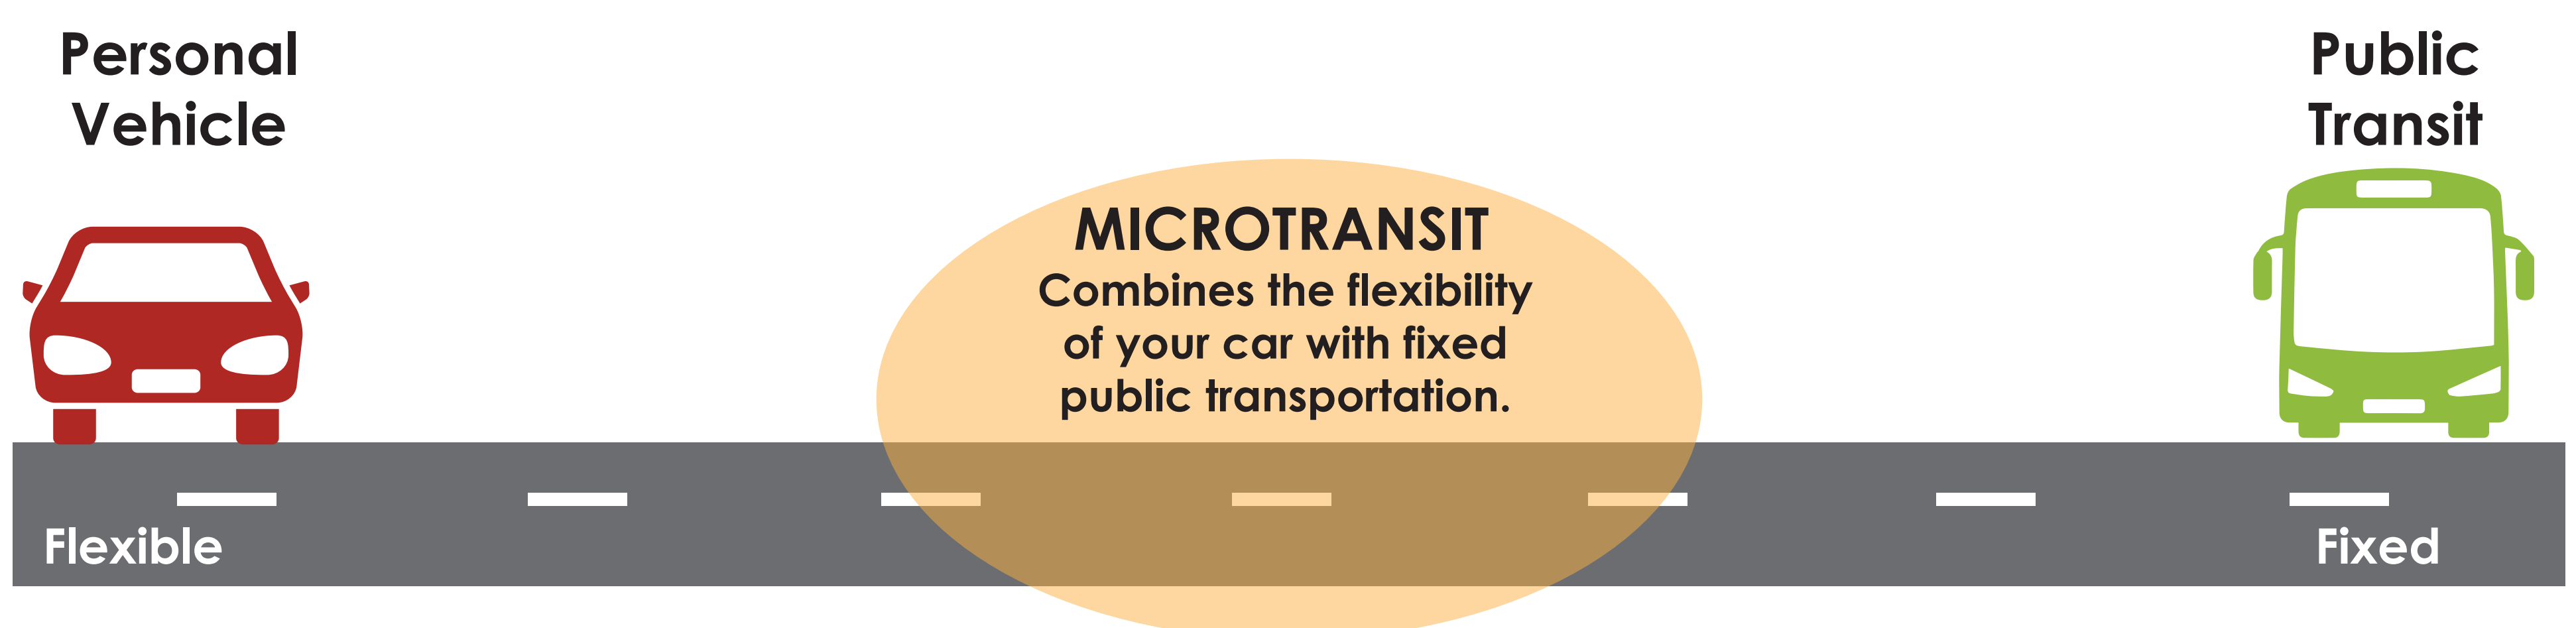 Personal
Vehicle
Public
Transit
MICROTRANSIT
Combines the flexibility
of your car with fixed
public transportation.
Flexible
Fixed